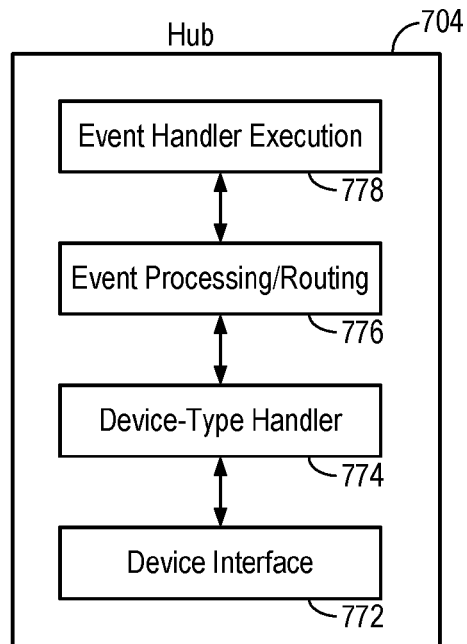 Hub
704
Event Handler Execution
778
Event Processing/Routing
776
Device-Type Handler
774
Device Interface
772